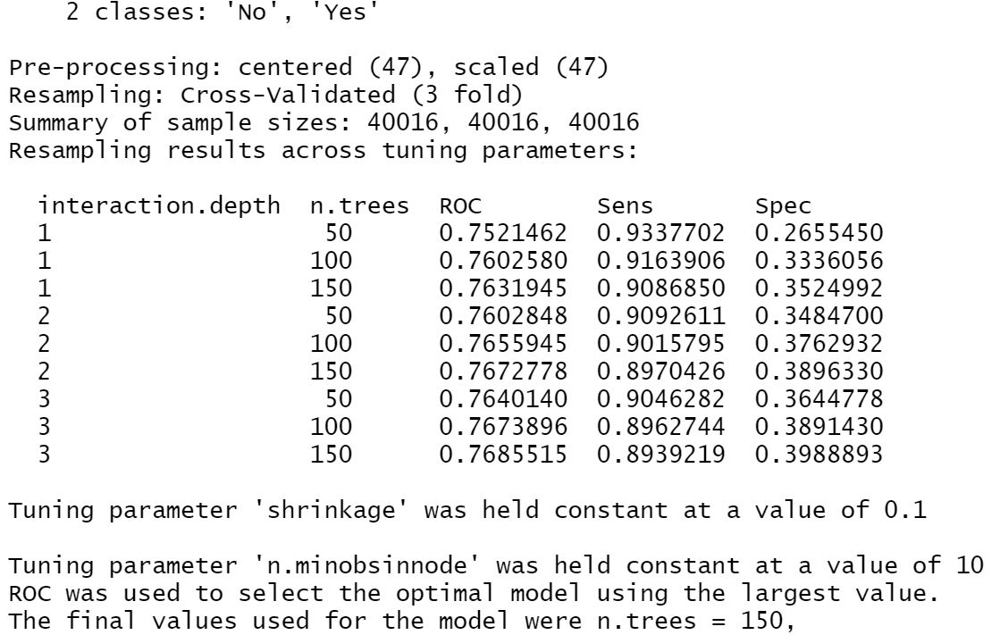 2 classes: 'No', 'Yes'
Pre-processing: centered (47), scaled (47)
Resampling: Cross-Validated (3 fold)
Summary of sample sizes: 40016, 40016, 40016
Resampling results across tuning parameters:
interaction.depth  n.trees  ROC        Sens       Spec
1                   50      0.7521462  0.9337702  0.2655450
1                  100      0.7602580  0.9163906  0.3336056
1                  150      0.7631945  0.9086850  0.3524992
2                   50      0.7602848  0.9092611  0.3484700
2                  100      0.7655945  0.9015795  0.3762932
2                  150      0.7672778  0.8970426  0.3896330
3                   50      0.7640140  0.9046282  0.3644778
3                  100      0.7673896  0.8962744  0.3891430
3                  150      0.7685515  0.8939219  0.3988893
Tuning parameter 'shrinkage' was held constant at a value of 0.1
Tuning parameter 'n.minobsinnode' was held constant at a value of 10
ROC was used to select the optimal model using the largest value.
The final values used for the model were n.trees = 150,